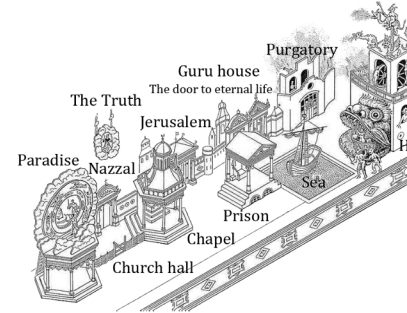 Purgatory
Guru house
The door to eternal life
The Truth
Jerusalem
Paradise
Nazzal
H
Sea
Prison
Chapel
Church hall